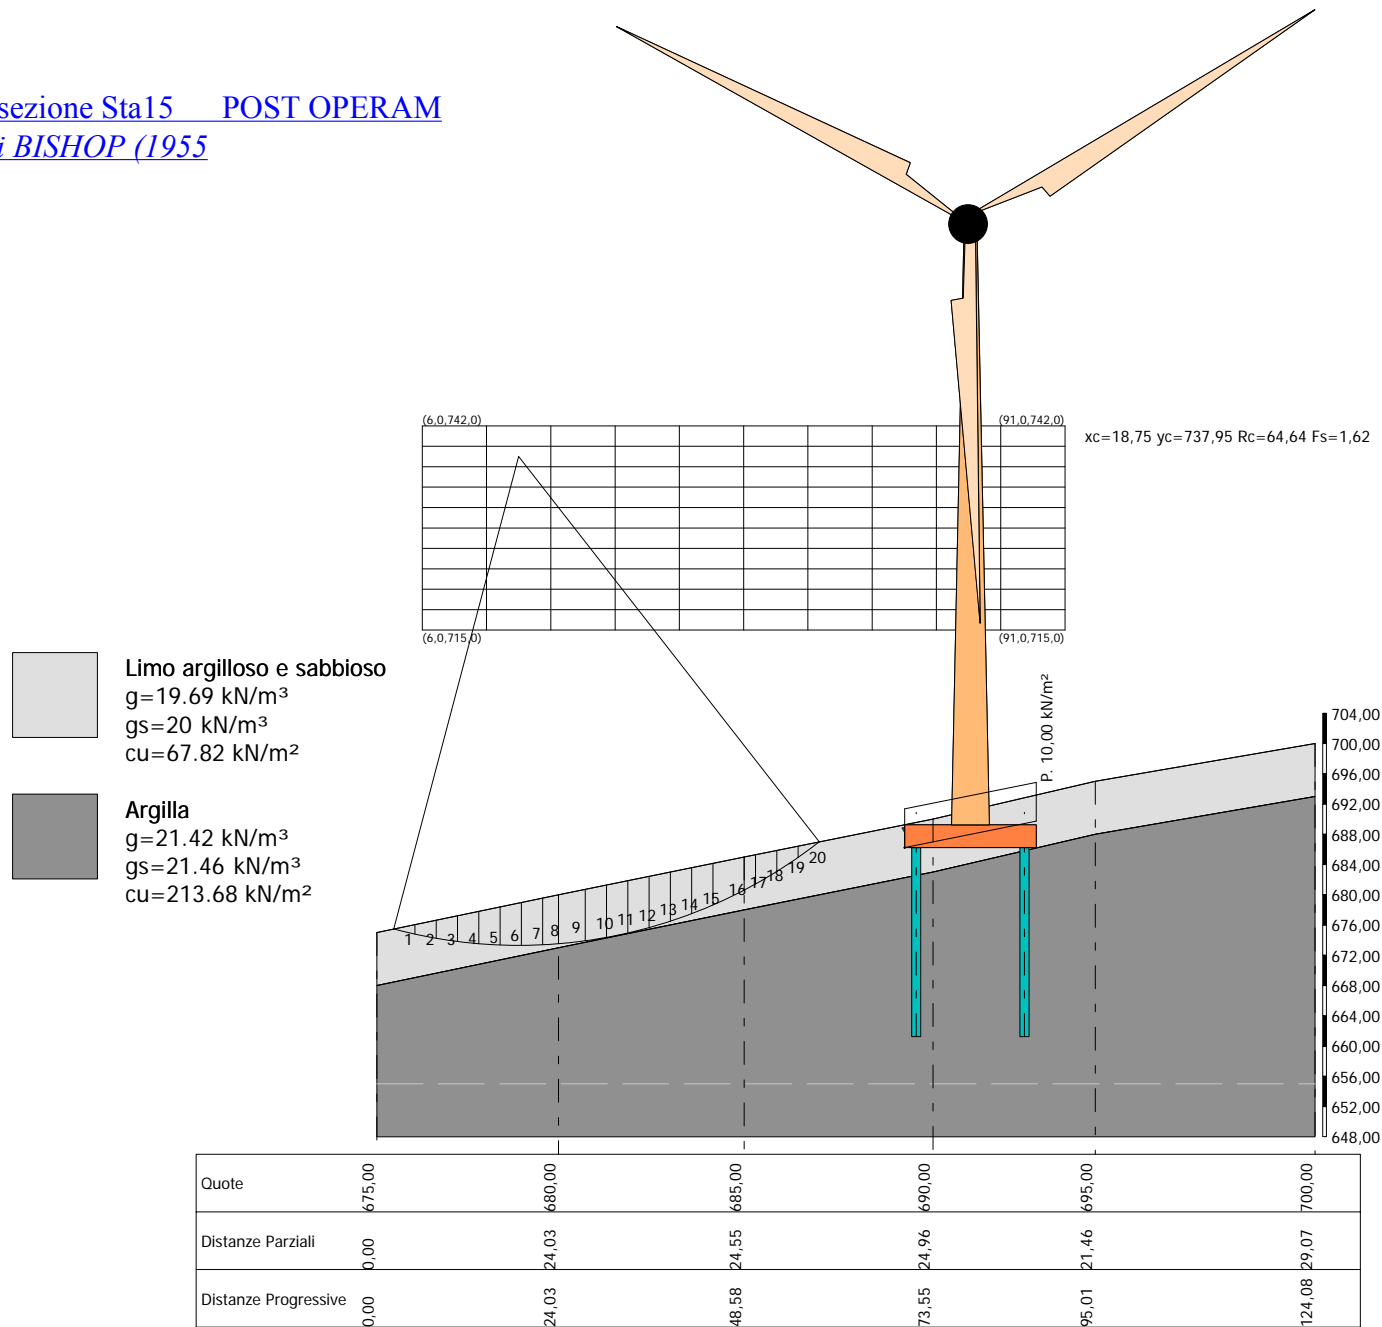 sezione Sta15 POST OPERAM
i BISHOP (1955
(6,0,742,0)
(91,0,742,0)
xc=18,75 yc=737,95 Rc=64,64 Fs=1,62
(6,0,715,0)
(91,0,715,0)
Limo argilloso e sabbioso
g=19.69 kN/m³
gs=20 kN/m³
cu=67.82 kN/m²
Argilla
g=21.42 kN/m³
gs=21.46 kN/m³
cu=213.68 kN/m²
P. 10,00 kN/m²
704,00
700,00
696,00
692,00
688,00
684,00
680,00
676,00
672,00
668,00
664,00
660,00
656,00
652,00
648,00
1 2 3 4 5 6 7 8 9 10 11 12 13 14 15 16 17 18 19 20
Quote 675,00 680,00 685,00 690,00 695,00 700,00
Distanze Parziali 0,00 24,03 24,55 24,96 21,46 29,07
Distanze Progressive 0,00 24,03 48,58 73,55 95,01 124,08